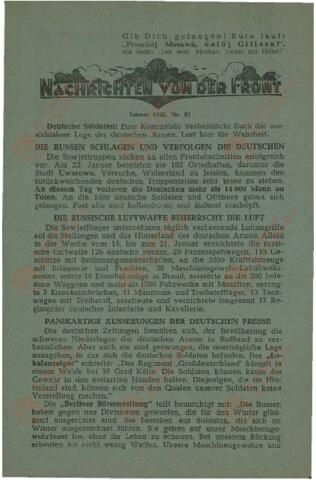 Gib Dich gefangen! Rufe laut:
„Proschaj Moskwá, daloj Gitlera!",
das heißt: „Leb wohl, Moskau, nieder mit Hitler!"
NACHRICHTEN VON DER FRONT
Januar 1942, Nr.
Deutsche Soldaten! Euer Kommando verheimlicht Euch die aus-
sichtslose Lage der deutschen Armee. Lest hier die Wahrheit.
DIE RUSSEN SCHLAGEN UND VERFOLGEN DIE DEUTSCHEN
Die Sowjettruppen rücken an allen Frontabschnitten erfolgreich
vor. Am 22. Januar besetzten sie 192 Ortschaften, darunter die
Stadt Uwarowo. Versuche, Widerstand zu leisten, kommen den
zurückweichenden deutschen Truppenteilen sehr teuer zu stehen.
An diesem Tag verloren die Deutschen mehr als 14 000 Mann an
Toten. An die 1500 deutsche Soldaten und Offiziere gaben sich
gefangen. Fast alle sind halberfroren und äußerst erschöpft.
DIE RUSSISCHE LUFTWAFFE BEHERRSCHT DIE LUFT
Die Sowjetflieger unternehmen täglich verheerende Luftangriffe
auf die Stellungen und das Hinterland der deutschen Armee. Allein
in der Woche vom 15. bis zum 21. Januar vernichtete die russi-
sche Luftwaffe 126 deutsche Panzer, 29 Panzerspähwagen, 113 Ge-
schütze mit Bedienungsmannschaften, an die 3500 Kraftfahrzeuge
mit Infanterie und Frachten, 38 Maschinengewehr-Luftabwehr-
nester, setzte 15 Eisenbahnzüge in Brand, zerstörte an die 200 bela-
dene Waggons und mehr als 1700 Fuhrwerke mit Munition, spreng-
te 3 Eisenbahnbrücken, 11 Munitions- und Treibstofflager, 13 Tank-
wagen mit Treibstoff, zerstreute und vernichtete insgesamt 17 Regi-
menter deutscher Infanterie und Kavallerie.
PANIKARTIGE ÄUSSERUNGEN DER DEUTSCHEN PRESSE
Die deutschen Zeitungen bemühen sich, der Bevölkerung die
schweren Niederlagen der deutschen Armee in Rußland zu ver-
heimlichen. Aber auch sie sind gezwungen, die unerträgliche Lage
zuzugeben, in der sich die deutschen Soldaten befinden. Der „Lo-
kalanzeiger" schreibt: „Das Regiment ‚Großdeutschland' kämpft in
einem Walde bei 37 Grad Kälte. Die Soldaten können kaum das
Gewehr in den erstarrten Händen halten. Diejenigen, die im Hin-
terland sind, können sich von den Qualen unserer Soldaten keine
Vorstellung machen."
Die „Berliner Börsenzeitung" teilt beunruhigt mit: „Die Russen
haben gegen uns Divisionen geworfen, die für den Winter glän-
zend ausgerüstet sind. Sie bestehen aus Soldaten, die sich im
Winter vorzüglich fühlen. Sie gehen auf unser Maschinenge-
wehrfeuer los, ohne ihr Leben zu schonen. Bei unserem Rückzug
erbeuten sie nicht wenig Waffen. Unsere Maschinengewehre und